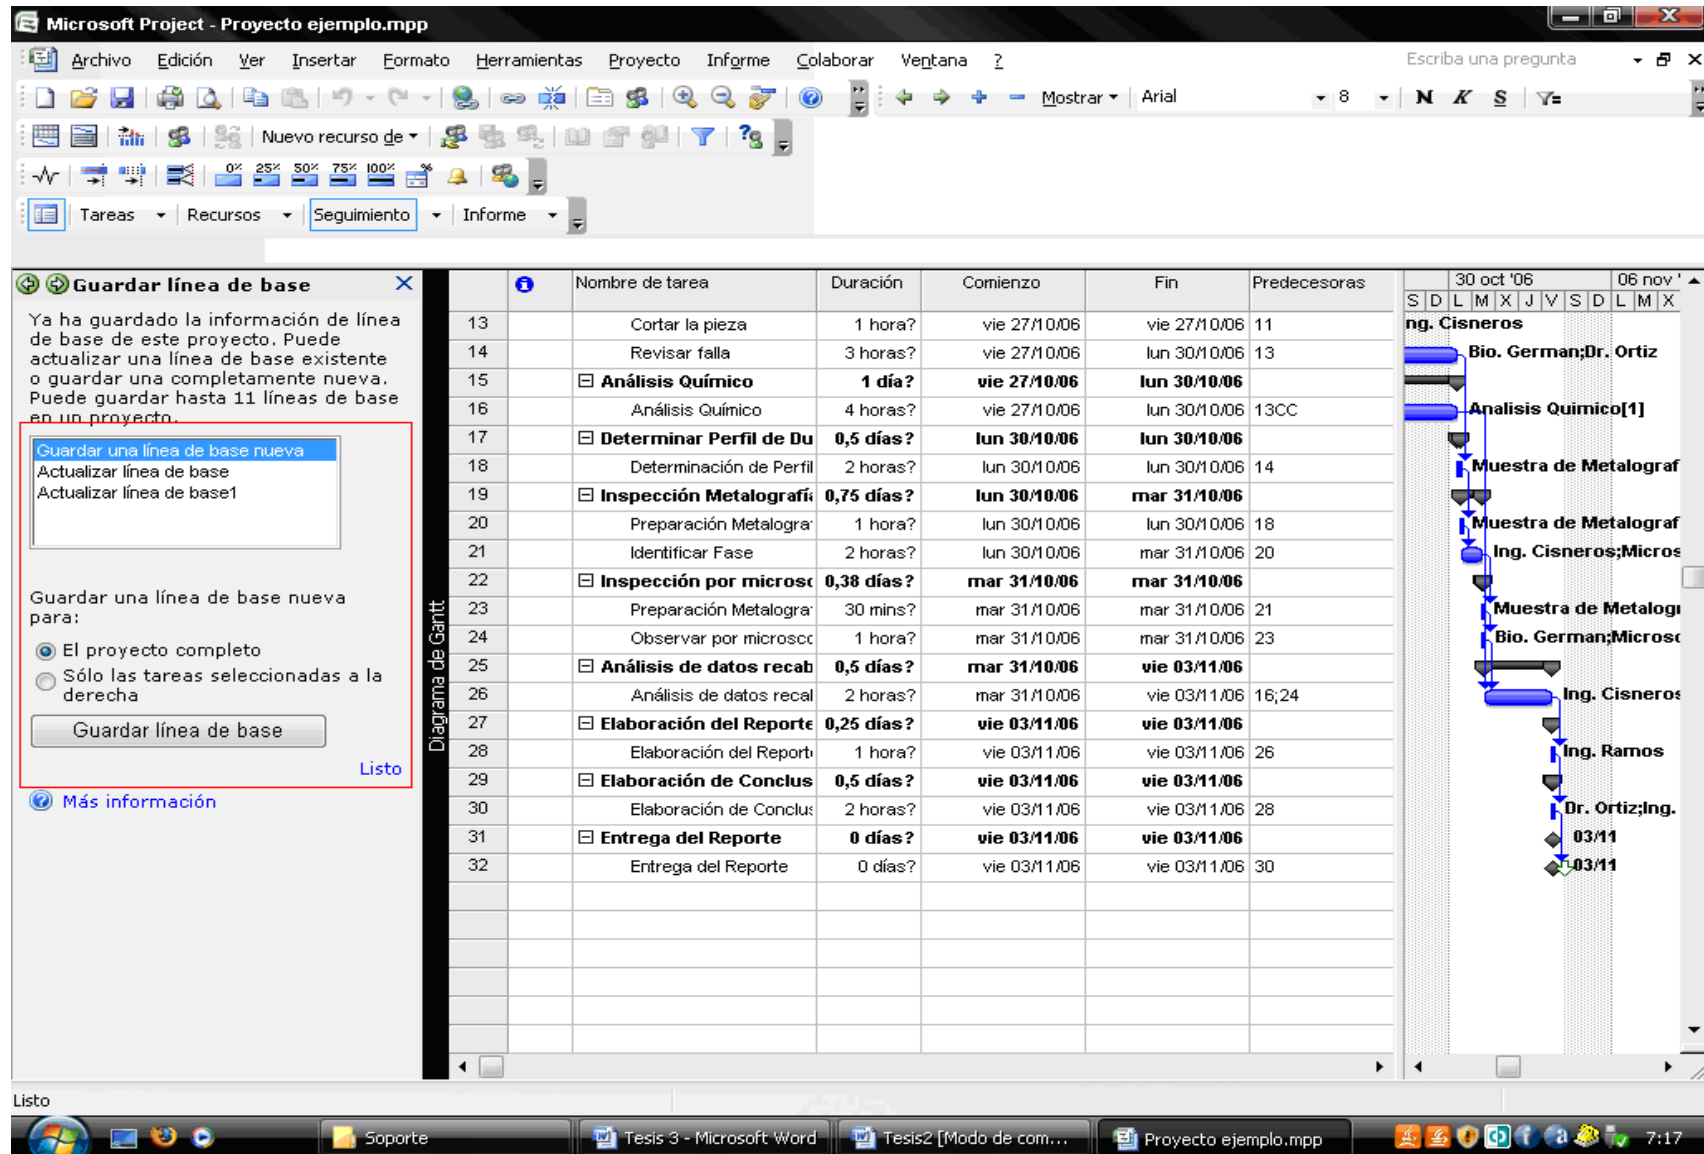 Microsoft Project - Proyecto ejemplo.mpp
Archivo Edición Ver Insertar Formato Herramientas Proyecto Informe Colaborar Ventana ? Escriba una pregunta
Mostrar Arial 8 N K S
Nuevo recurso de
0% 25% 50% 75% 100%
Tareas Recursos Seguimiento Informe
Guardar línea de base
Ya ha guardado la información de línea
de base de este proyecto. Puede
actualizar una línea de base existente
o guardar una completamente nueva.
Puede guardar hasta 11 líneas de base
en un proyecto.
Guardar una línea de base nueva
Actualizar línea de base
Actualizar línea de base1
Guardar una línea de base nueva
para:
El proyecto completo
Sólo las tareas seleccionadas a la
derecha
Guardar línea de base
Listo
Más información
Diagrama de Gantt
Nombre de tarea Duración Comienzo Fin Predecesoras
13 Cortar la pieza 1 hora? vie 27/10/06 vie 27/10/06 11
14 Revisar falla 3 horas? vie 27/10/06 lun 30/10/06 13
15 Análisis Químico 1 día? vie 27/10/06 lun 30/10/06
16 Análisis Químico 4 horas? vie 27/10/06 lun 30/10/06 13CC
17 Determinar Perfil de Du 0,5 días? lun 30/10/06 lun 30/10/06
18 Determinación de Perfil 2 horas? lun 30/10/06 lun 30/10/06 14
19 Inspección Metalografí 0,75 días? lun 30/10/06 mar 31/10/06
20 Preparación Metalogra 1 hora? lun 30/10/06 lun 30/10/06 18
21 Identificar Fase 2 horas? lun 30/10/06 mar 31/10/06 20
22 Inspección por microsc 0,38 días? mar 31/10/06 mar 31/10/06
23 Preparación Metalogra 30 mins? mar 31/10/06 mar 31/10/06 21
24 Observar por microsco 1 hora? mar 31/10/06 mar 31/10/06 23
25 Análisis de datos recab 0,5 días? mar 31/10/06 vie 03/11/06
26 Análisis de datos recal 2 horas? mar 31/10/06 vie 03/11/06 16;24
27 Elaboración del Reporte 0,25 días? vie 03/11/06 vie 03/11/06
28 Elaboración del Report 1 hora? vie 03/11/06 vie 03/11/06 26
29 Elaboración de Conclus 0,5 días? vie 03/11/06 vie 03/11/06
30 Elaboración de Conclu 2 horas? vie 03/11/06 vie 03/11/06 28
31 Entrega del Reporte 0 días? vie 03/11/06 vie 03/11/06
32 Entrega del Reporte 0 días? vie 03/11/06 vie 03/11/06 30
30 oct '06 06 nov '
S D L M X J V S D L M X
ng. Cisneros
Bio. German;Dr. Ortiz
Analisis Quimico[1]
Muestra de Metalograf
Muestra de Metalograf
Ing. Cisneros;Micros
Muestra de Metalogr
Bio. German;Microsc
Ing. Cisneros
Ing. Ramos
Dr. Ortiz;Ing.
03/11
03/11
Listo
Soporte Tesis 3 - Microsoft Word Tesis2 [Modo de com... Proyecto ejemplo.mpp 7:17